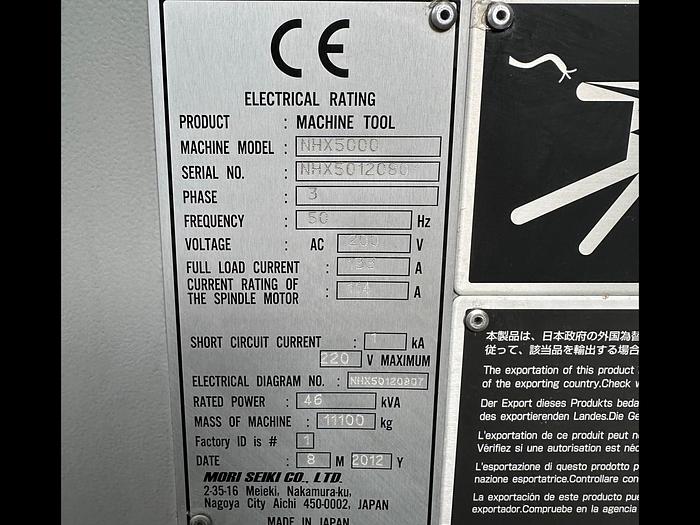 CE
ELECTRICAL RATING
PRODUCT : MACHINE TOOL
MACHINE MODEL : NHX5000
SERIAL NO. : NHX5012080
PHASE : 3
FREQUENCY : 50 Hz
VOLTAGE : AC 200 V
FULL LOAD CURRENT : A
CURRENT RATING OF
THE SPINDLE MOTOR : A
SHORT CIRCUIT CURRENT : 1 kA
220 V MAXIMUM
ELECTRICAL DIAGRAM NO. : NHX50120807
RATED POWER : 46 kVA
MASS OF MACHINE : 11100 kg
Factory ID is # : 1
DATE : 8 M 2012 Y
MORI SEIKI CO., LTD.
2-35-16 Meieki, Nakamura-ku,
Nagoya City Aichi 450-0002, JAPAN
MADE IN JAPAN
本製品は、日本政府の外国為替
従って、該当品を輸出する場合
The exportation of this product
of the exporting country.Check
Der Export dieses Produkts beda
des exportierenden Landes.Die Ge
L'exportation de ce produit peut
Vérifiez si une autorisation est
L'esportazione di questo prodotto
nazione esportatrice.Controllare con
La exportación de este producto pue
exportador.Compruebe en la agencia